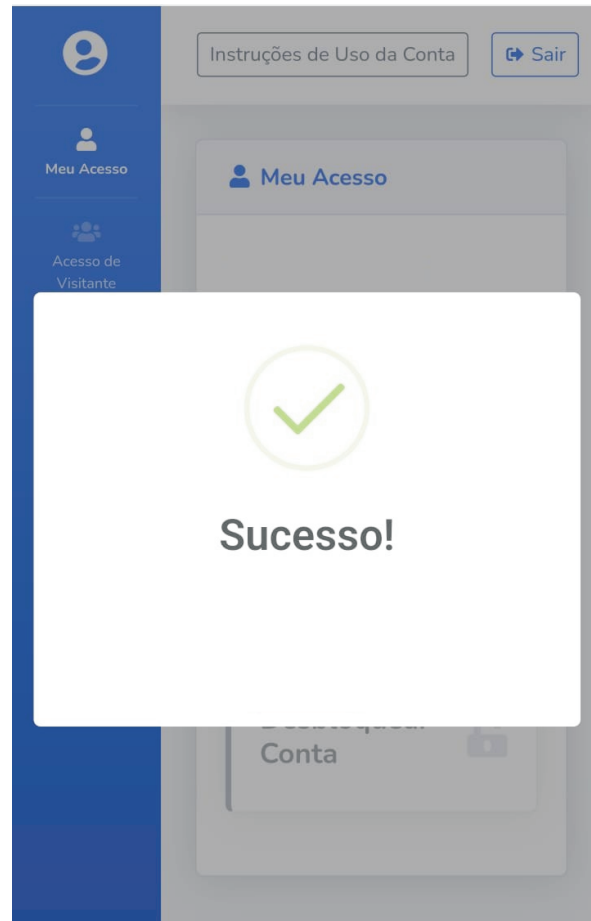 Instruções de Uso da Conta
Sair
Meu Acesso
Meu Acesso
Acesso de
Visitante
Sucesso!
Conta